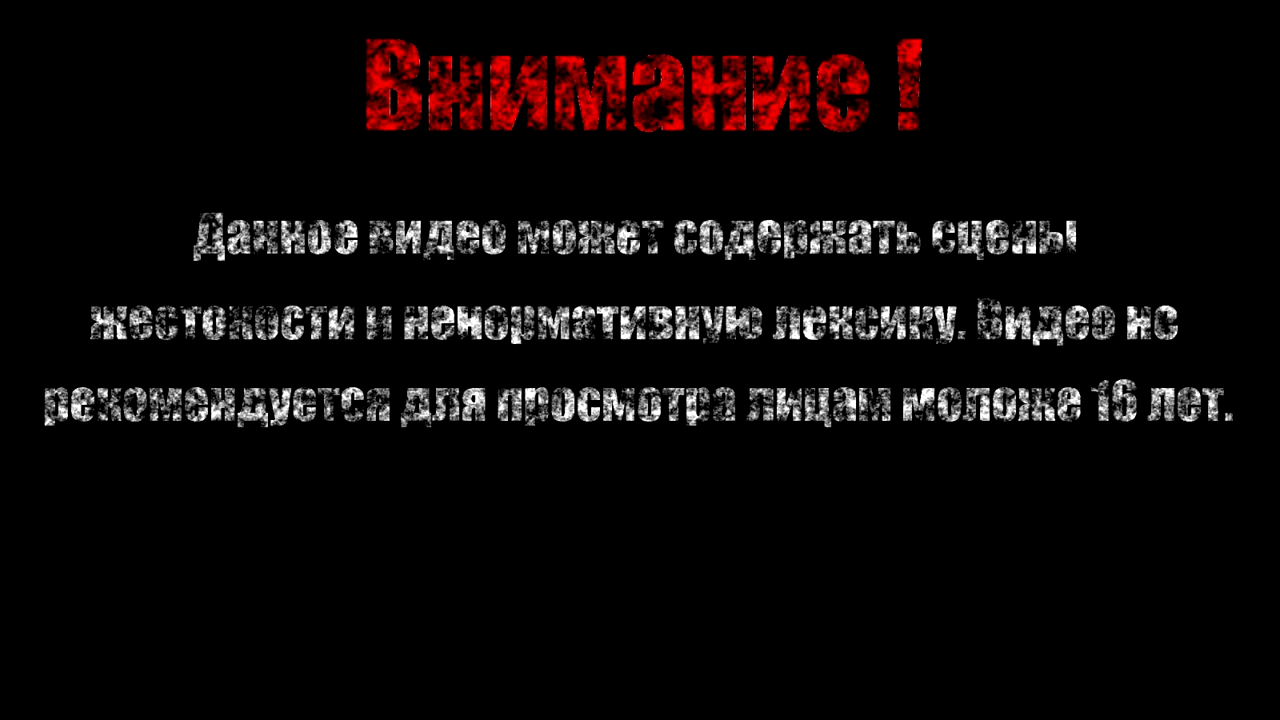 Внимание !
Данное видео может содержать сцены
жестокости и ненормативную лексику. Видео не
рекомендуется для просмотра лицам моложе 16 лет.